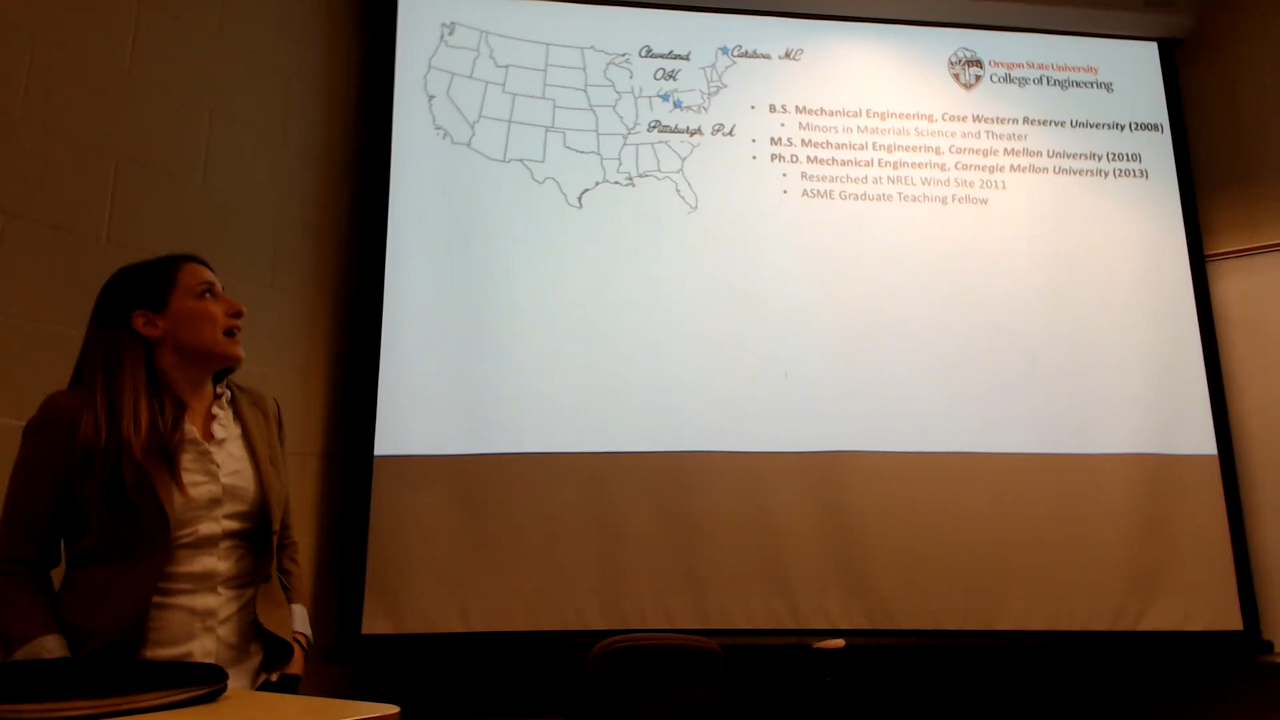 Cleveland
OH
Caribou, ME
Pittsburgh, PA
Oregon State University
College of Engineering
• B.S. Mechanical Engineering, Case Western Reserve University (2008)
• Minors in Materials Science and Theater
• M.S. Mechanical Engineering, Carnegie Mellon University (2010)
• Ph.D. Mechanical Engineering, Carnegie Mellon University (2013)
• Researched at NREL Wind Site 2011
• ASME Graduate Teaching Fellow